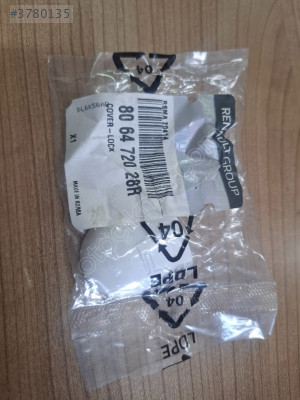 #3780135
04
RENAULT GROUP
COVER-LOCK
80 64 720 28R
X1
MADE IN KOREA
04
LDPE
04
LDPE